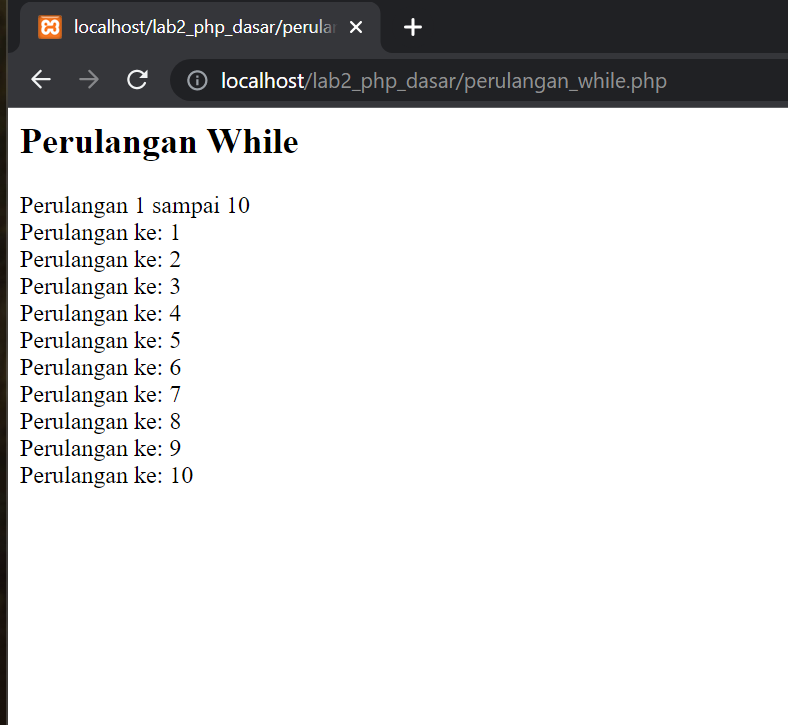 localhost/lab2_php_dasar/perular
localhost/lab2_php_dasar/perulangan_while.php
Perulangan While
Perulangan 1 sampai 10
Perulangan ke: 1
Perulangan ke: 2
Perulangan ke: 3
Perulangan ke: 4
Perulangan ke: 5
Perulangan ke: 6
Perulangan ke: 7
Perulangan ke: 8
Perulangan ke: 9
Perulangan ke: 10